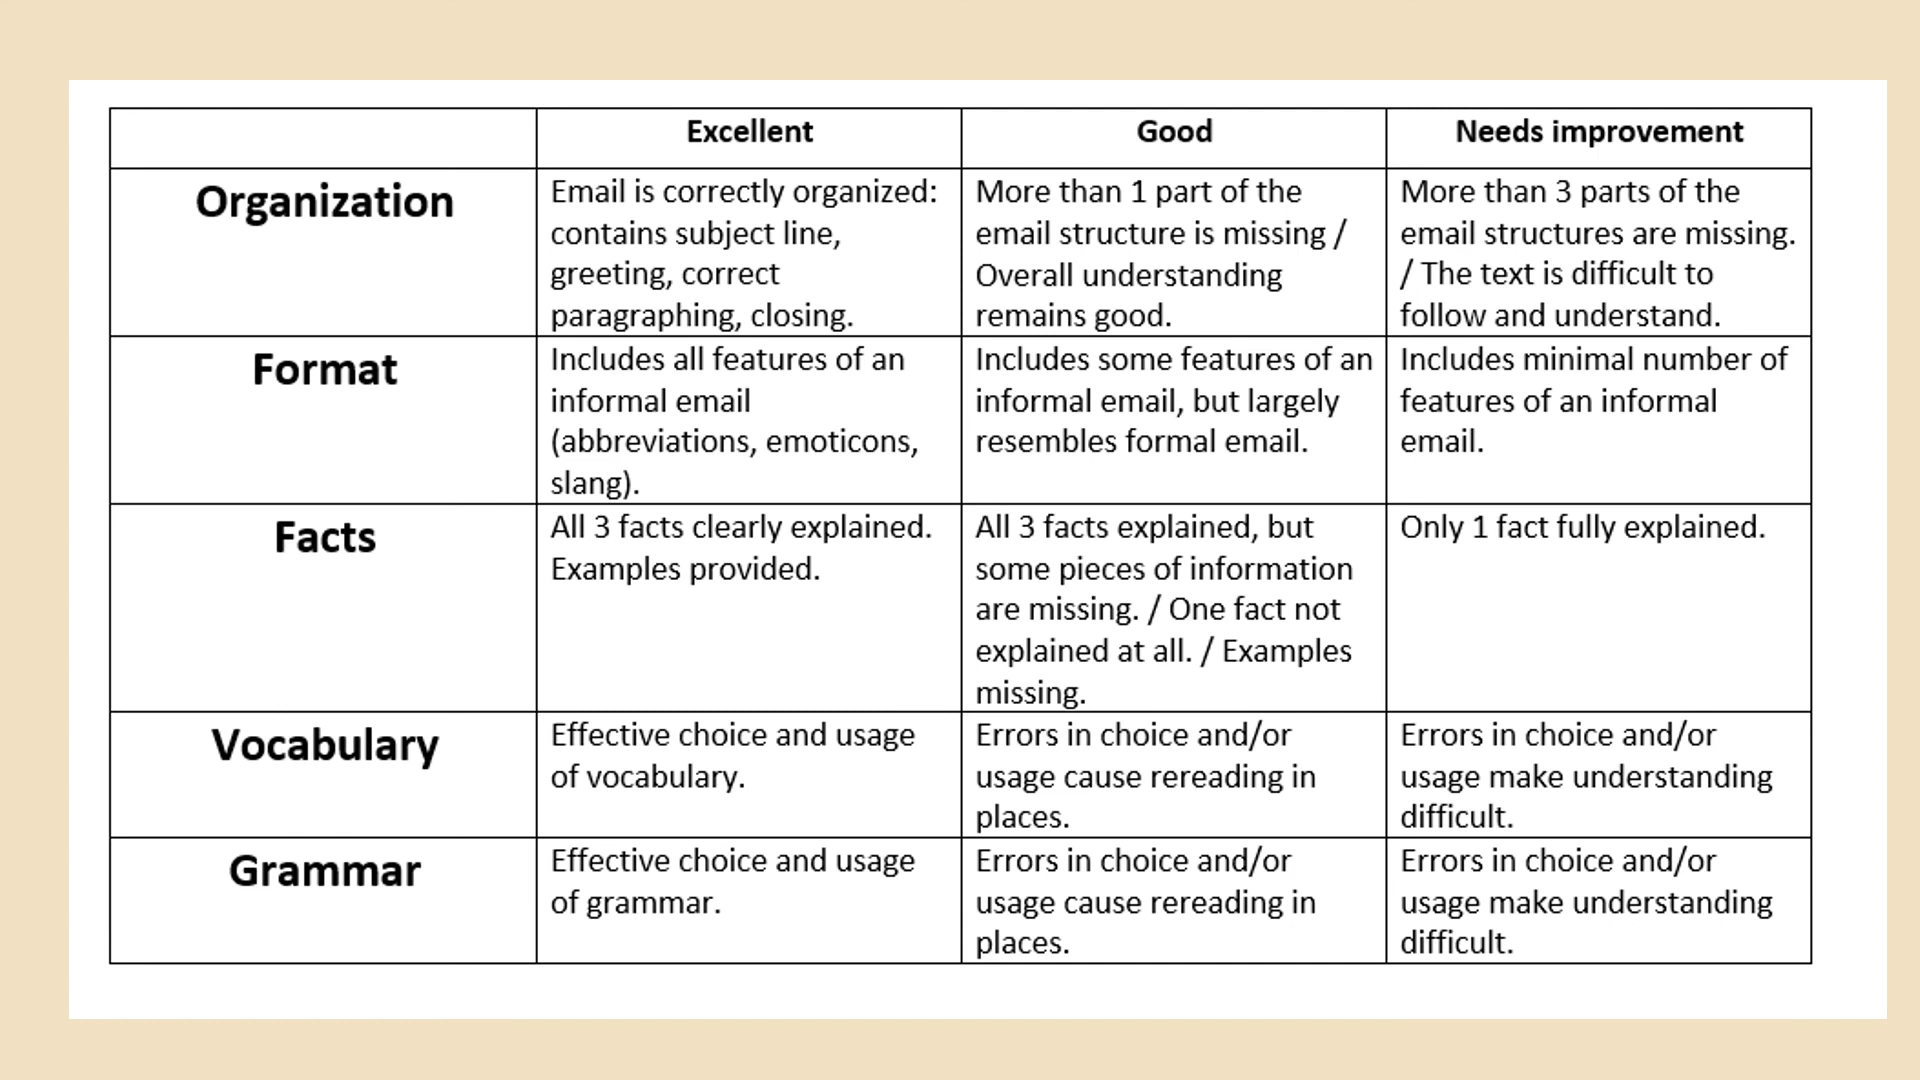 Excellent
Good
Needs improvement
Organization
Email is correctly organized:
contains subject line,
greeting, correct
paragraphing, closing.
More than 1 part of the
email structure is missing /
Overall understanding
remains good.
More than 3 parts of the
email structures are missing.
/ The text is difficult to
follow and understand.
Format
Includes all features of an
informal email
(abbreviations, emoticons,
slang).
Includes some features of an
informal email, but largely
resembles formal email.
Includes minimal number of
features of an informal
email.
Facts
All 3 facts clearly explained.
Examples provided.
All 3 facts explained, but
some pieces of information
are missing. / One fact not
explained at all. / Examples
missing.
Only 1 fact fully explained.
Vocabulary
Effective choice and usage
of vocabulary.
Errors in choice and/or
usage cause rereading in
places.
Errors in choice and/or
usage make understanding
difficult.
Grammar
Effective choice and usage
of grammar.
Errors in choice and/or
usage cause rereading in
places.
Errors in choice and/or
usage make understanding
difficult.